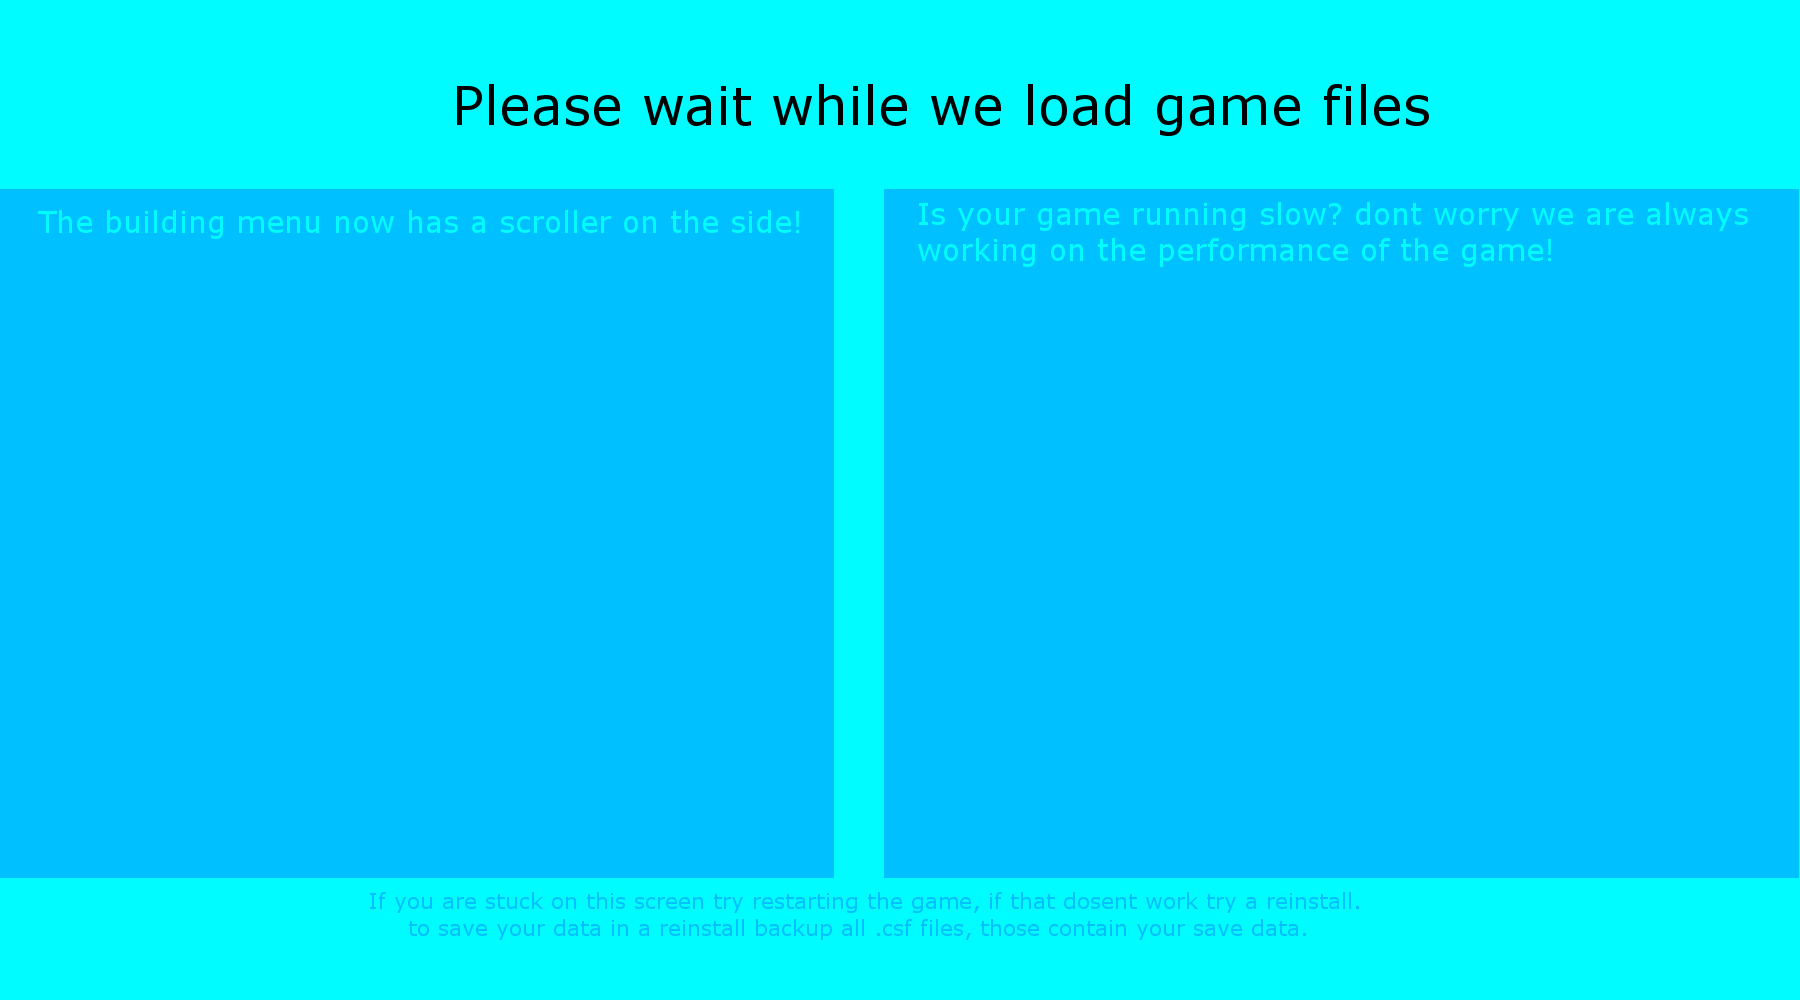 Please wait while we load game files
The building menu now has a scroller on the side!
Is your game running slow? dont worry we are always
working on the performance of the game!
If you are stuck on this screen try restarting the game, if that dosent work try a reinstall.
to save your data in a reinstall backup all .csf files, those contain your save data.